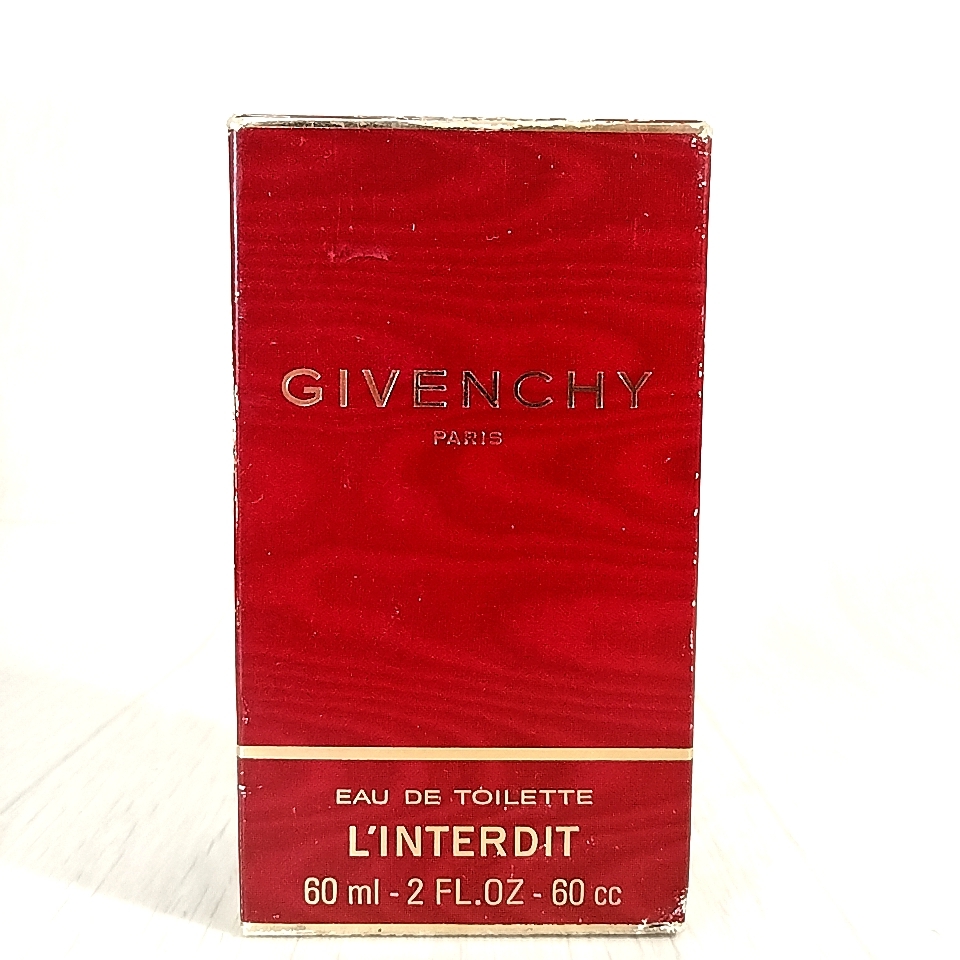 GIVENCHY
PARIS
EAU DE TOILETTE
L'INTERDIT
60 ml - 2 FL.OZ - 60 cc